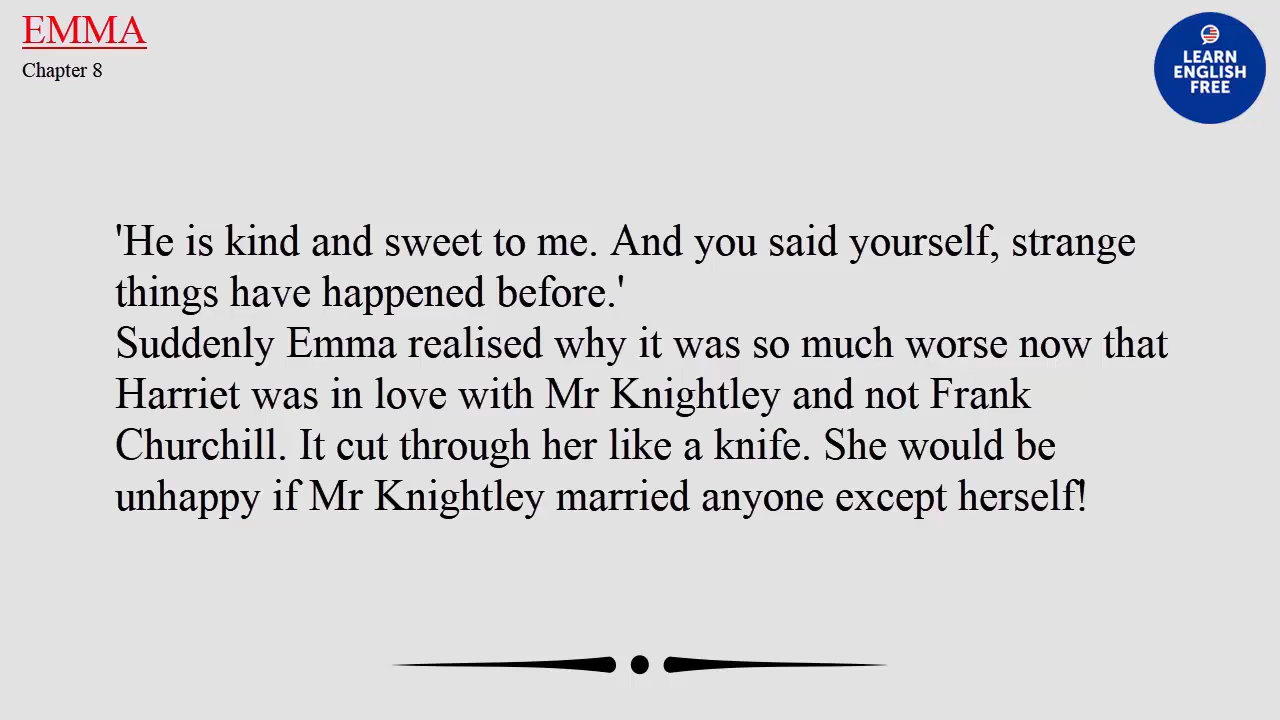 EMMA
Chapter 8
LEARN
ENGLISH
FREE
'He is kind and sweet to me. And you said yourself, strange
things have happened before.'
Suddenly Emma realised why it was so much worse now that
Harriet was in love with Mr Knightley and not Frank
Churchill. It cut through her like a knife. She would be
unhappy if Mr Knightley married anyone except herself!